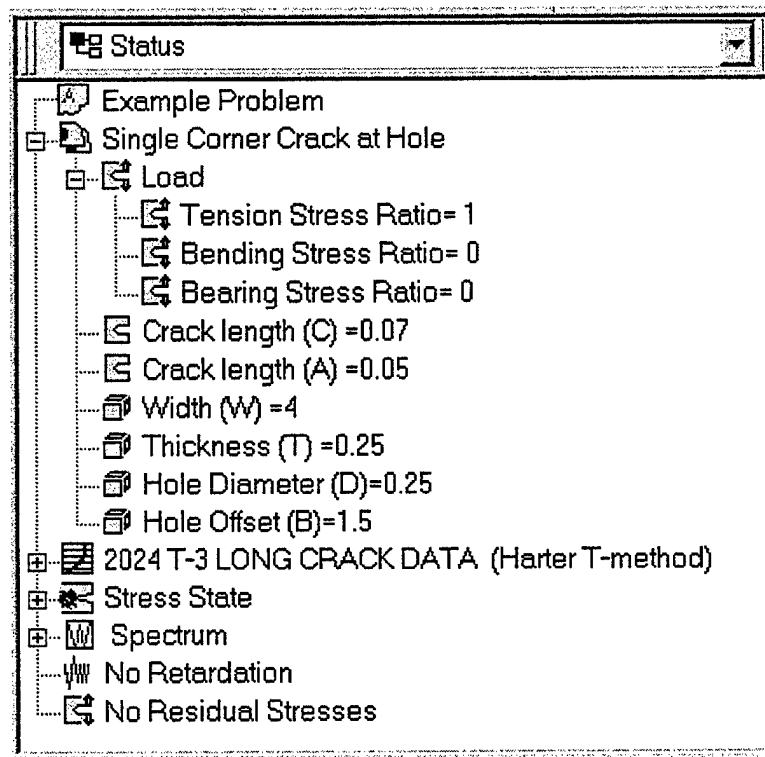 Status
Example Problem
Single Corner Crack at Hole
Load
Tension Stress Ratio= 1
Bending Stress Ratio= 0
Bearing Stress Ratio= 0
Crack length (C) =0.07
Crack length (A) =0.05
Width (W) =4
Thickness (T) =0.25
Hole Diameter (D)=0.25
Hole Offset (B)=1.5
2024 T-3 LONG CRACK DATA (Harter T-method)
Stress State
Spectrum
No Retardation
No Residual Stresses